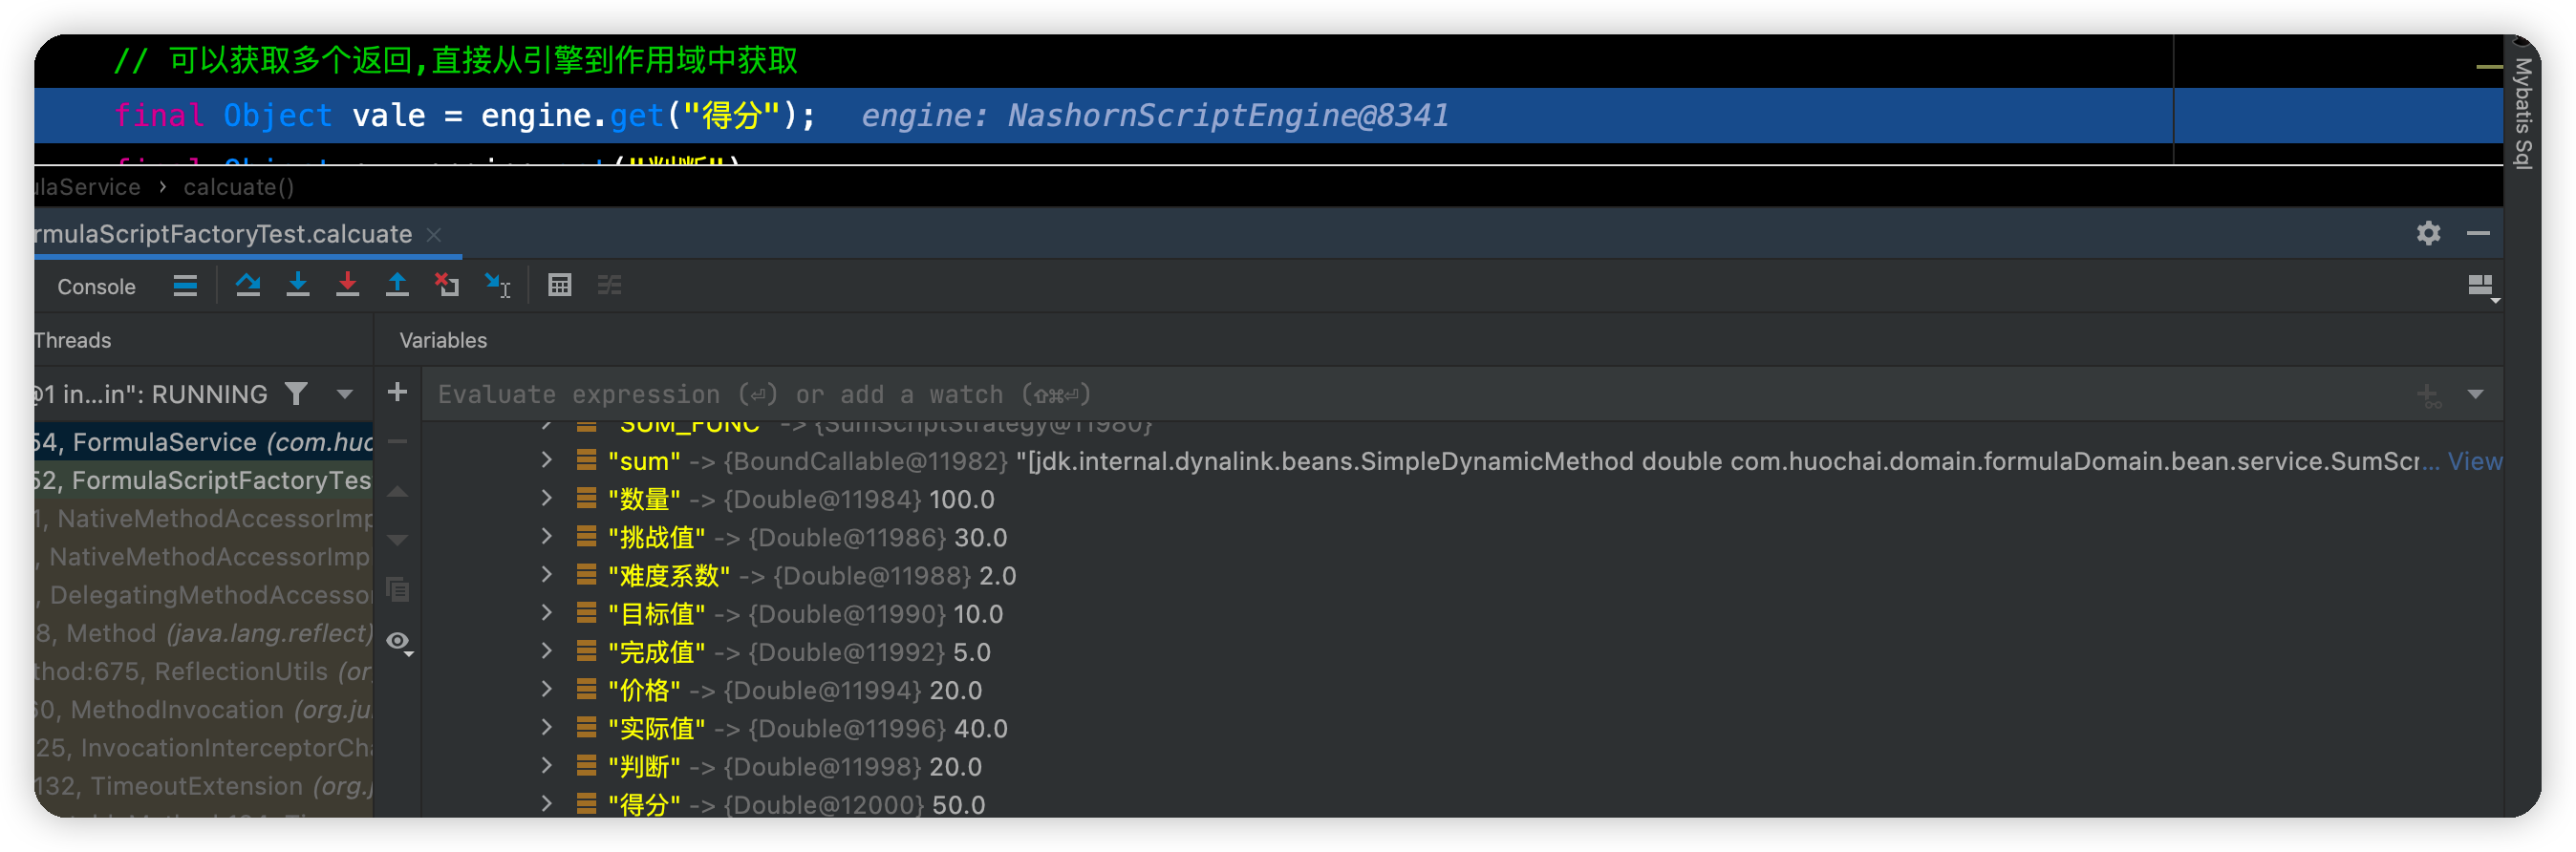 // 可以获取多个返回,直接从引擎到作用域中获取
final Object vale = engine.get("得分"); engine: NashornScriptEngine@8341
Mybatis Sql
ulaService › calcuate()
rmulaScriptFactoryTest.calcuate
Console
Threads
Variables
@1 in...in": RUNNING
Evaluate expression (⏎) or add a watch (⇧⌘⏎)
54, FormulaService (com.huo
52, FormulaScriptFactoryTes
1, NativeMethodAccessorImp
, NativeMethodAccessorImp
, DelegatingMethodAccessor
8, Method (java.lang.reflect)
thod:675, ReflectionUtils (or
60, MethodInvocation (org.ju
25, InvocationInterceptorCha
132, TimeoutExtension (org.j
"SUM_FUNC" -> {SumScriptStrategy@11980}
"sum" -> {BoundCallable@11982} "[jdk.internal.dynalink.beans.SimpleDynamicMethod double com.huochai.domain.formulaDomain.bean.service.SumScr... View
"数量" -> {Double@11984} 100.0
"挑战值" -> {Double@11986} 30.0
"难度系数" -> {Double@11988} 2.0
"目标值" -> {Double@11990} 10.0
"完成值" -> {Double@11992} 5.0
"价格" -> {Double@11994} 20.0
"实际值" -> {Double@11996} 40.0
"判断" -> {Double@11998} 20.0
"得分" -> {Double@12000} 50.0